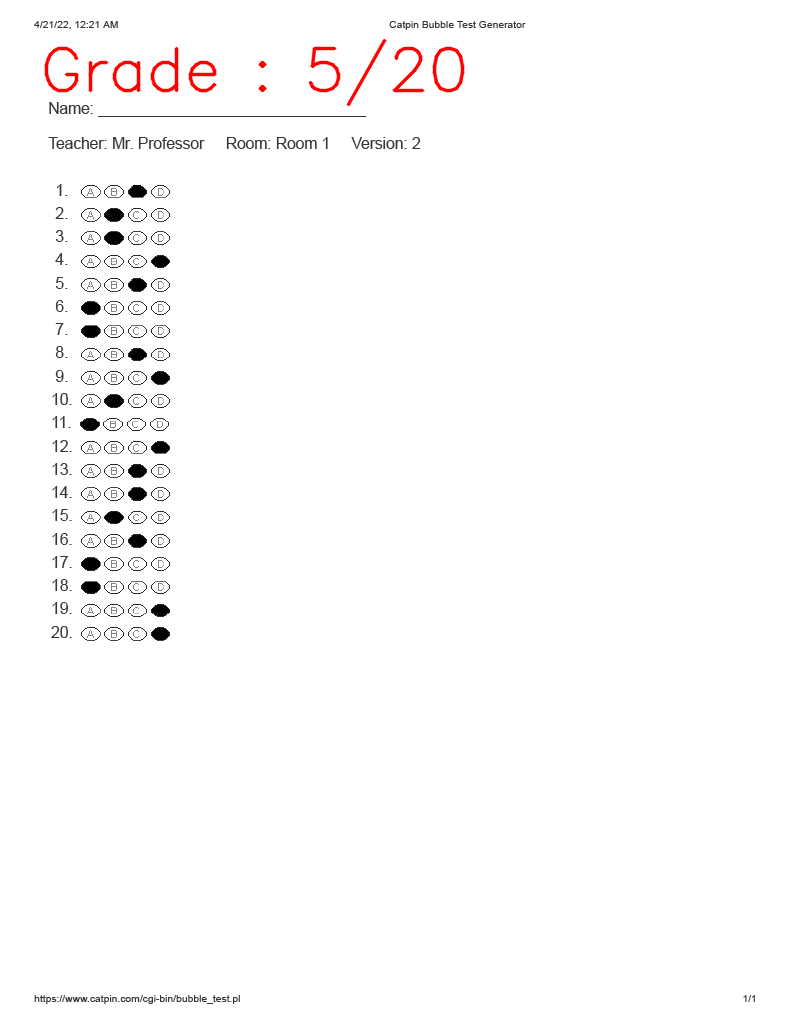 4/21/22, 12:21 AM Catpin Bubble Test Generator
Grade : 5/20
Name: ______________________________
Teacher: Mr. Professor Room: Room 1 Version: 2
1. A B D
2. A C D
3. A C D
4. A B C
5. A B D
6. B C D
7. B C D
8. A B D
9. A B C
10. A C D
11. B C D
12. A B C
13. A B D
14. A B D
15. A C D
16. A B D
17. B C D
18. B C D
19. A B C
20. A B C
https://www.catpin.com/cgi-bin/bubble_test.pl 1/1